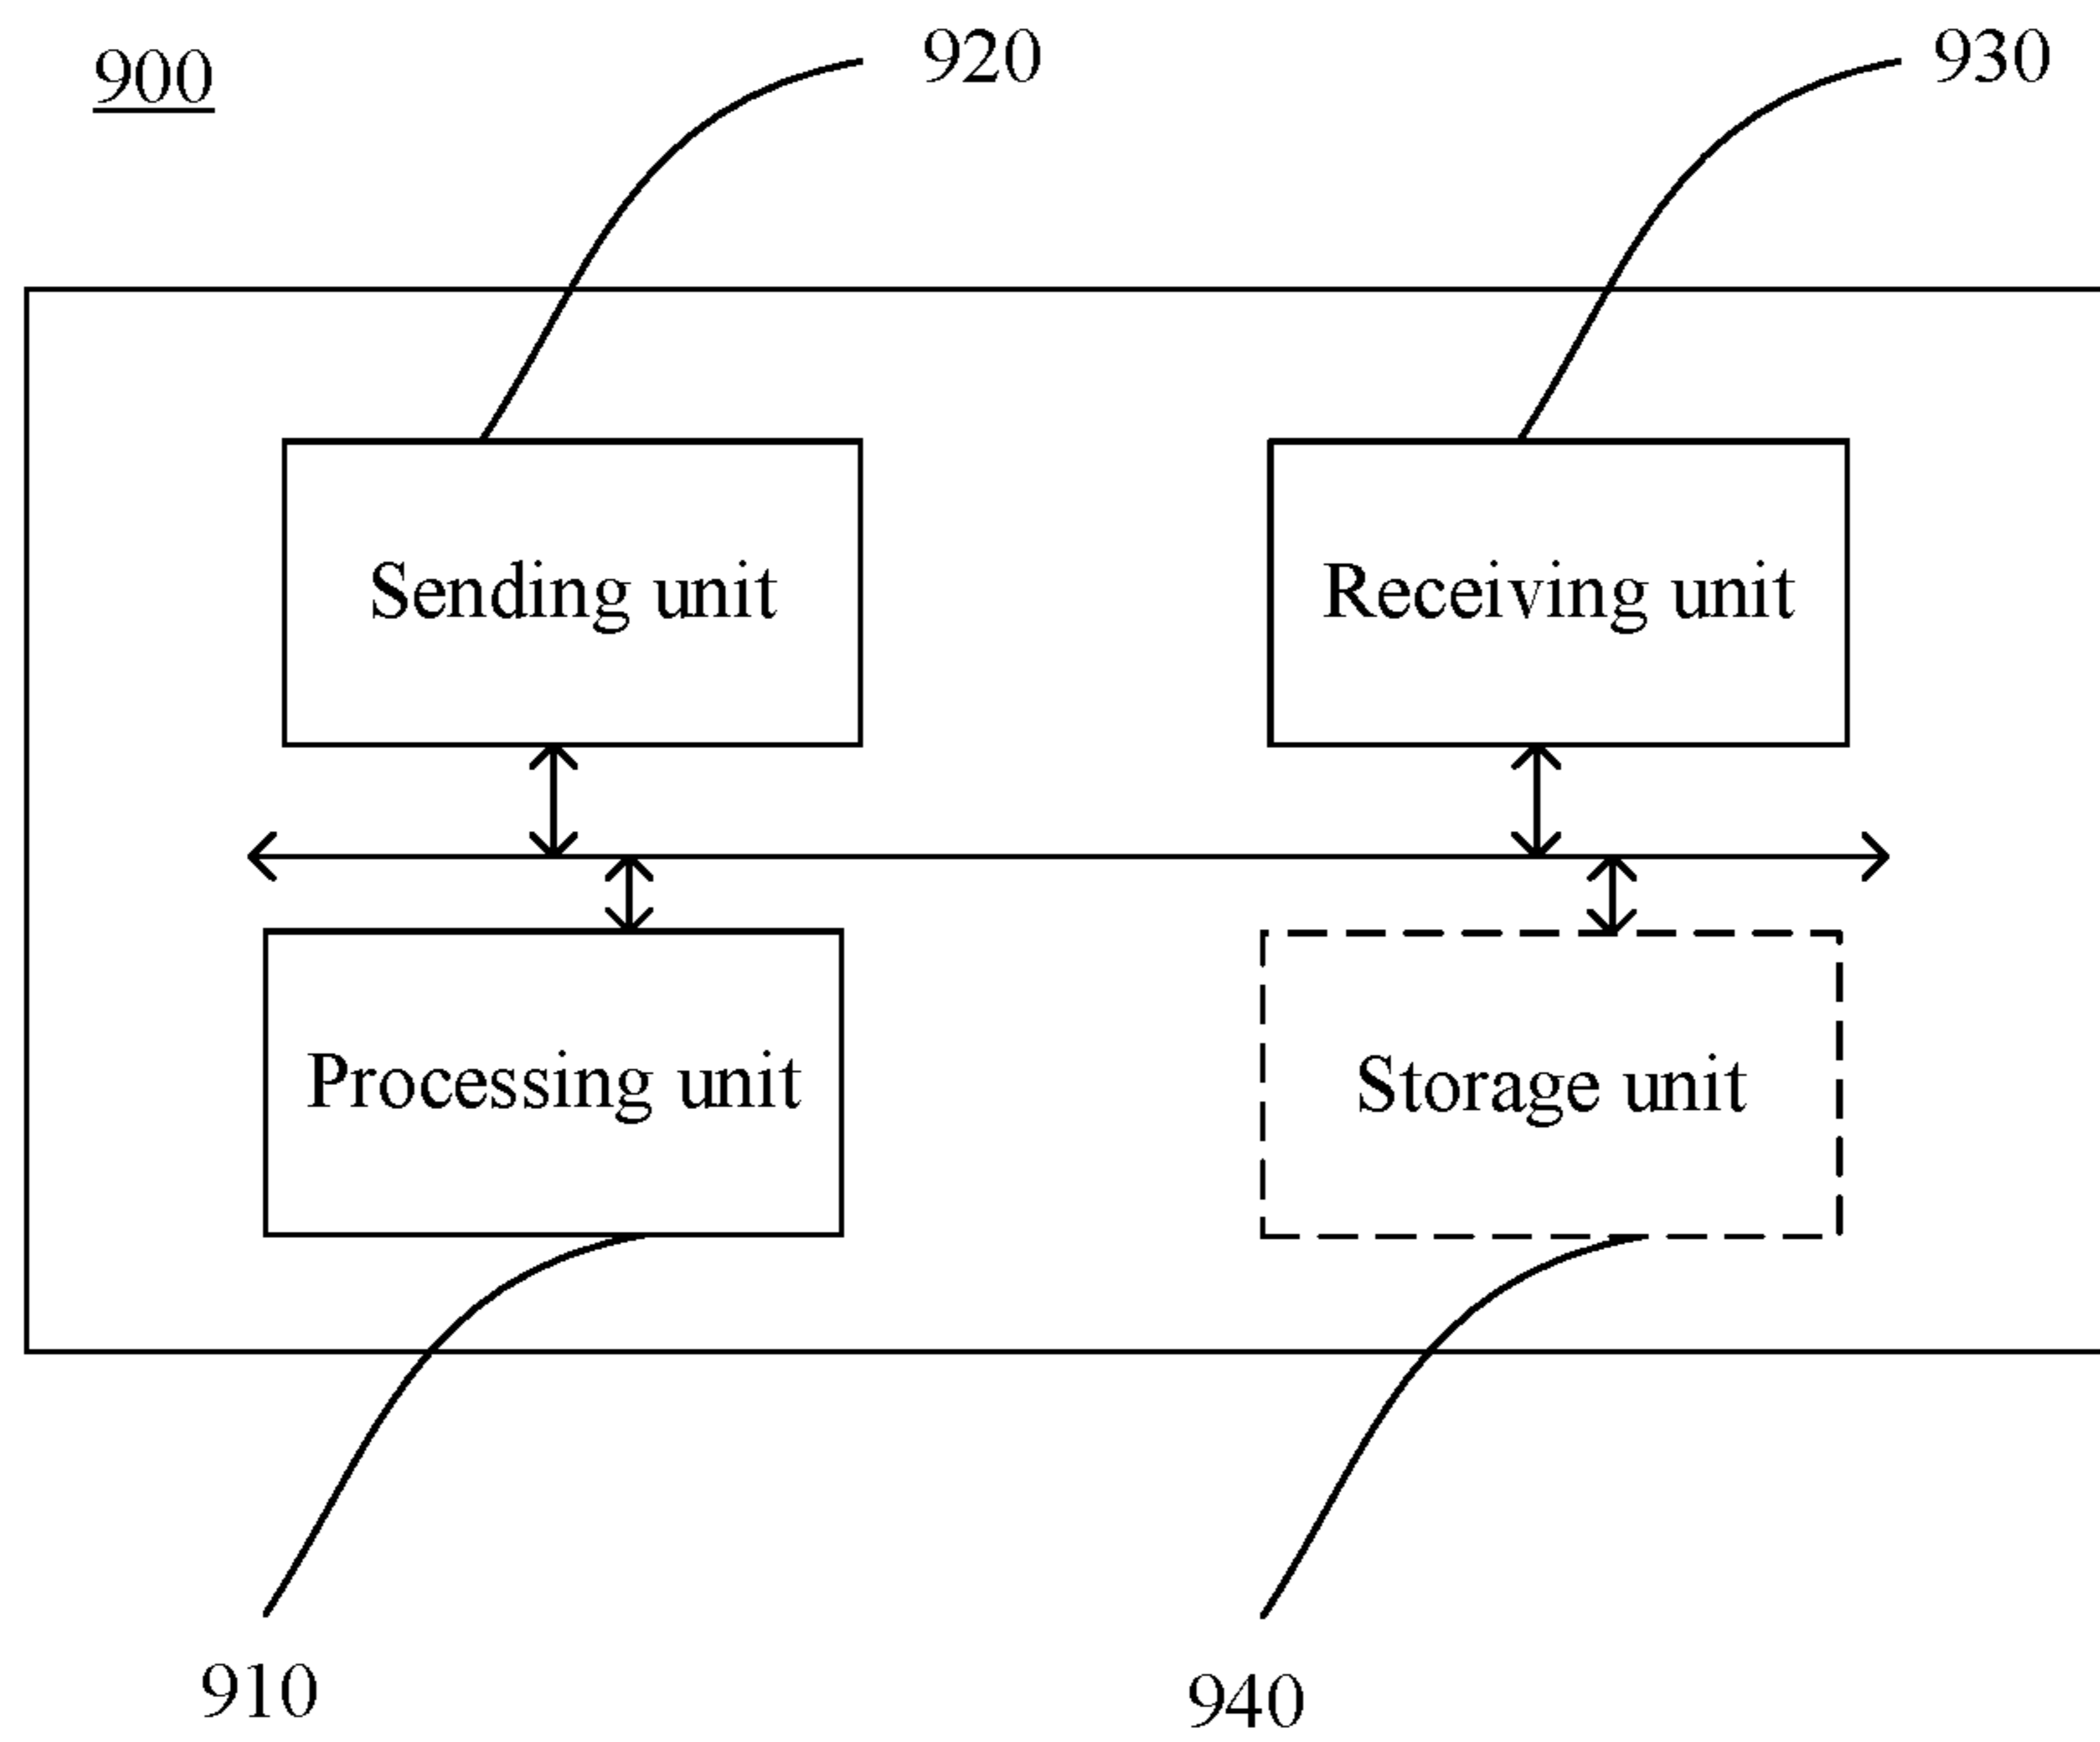 900
920
930
Sending unit
Receiving unit
Processing unit
Storage unit
910
940